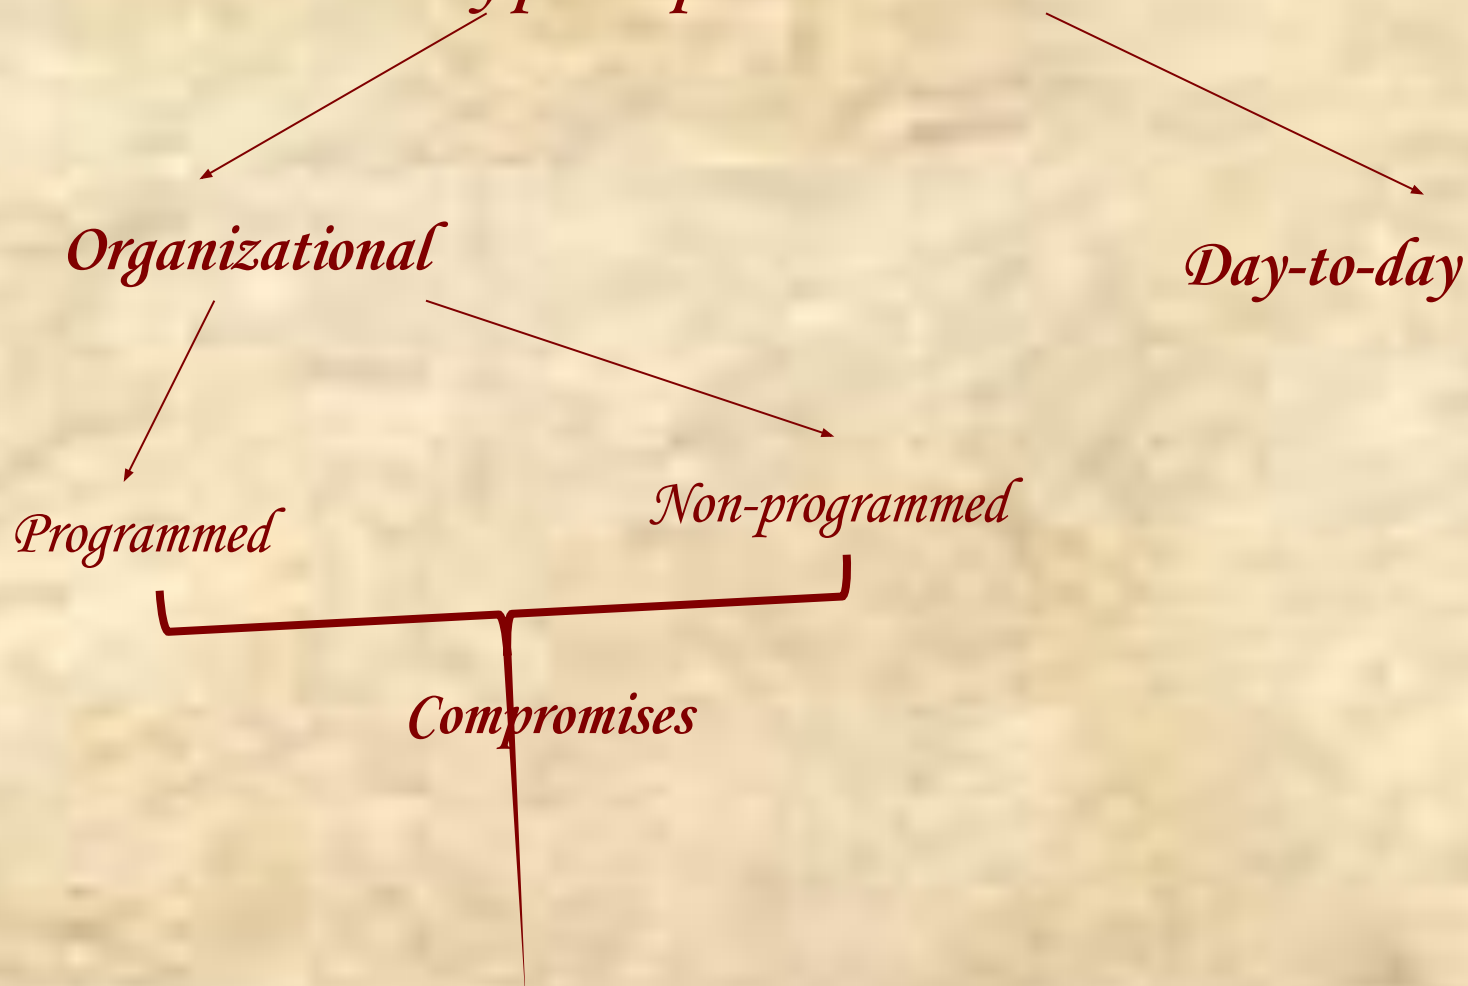 Organizational
Day-to-day
Programmed
Non-programmed
Compromises